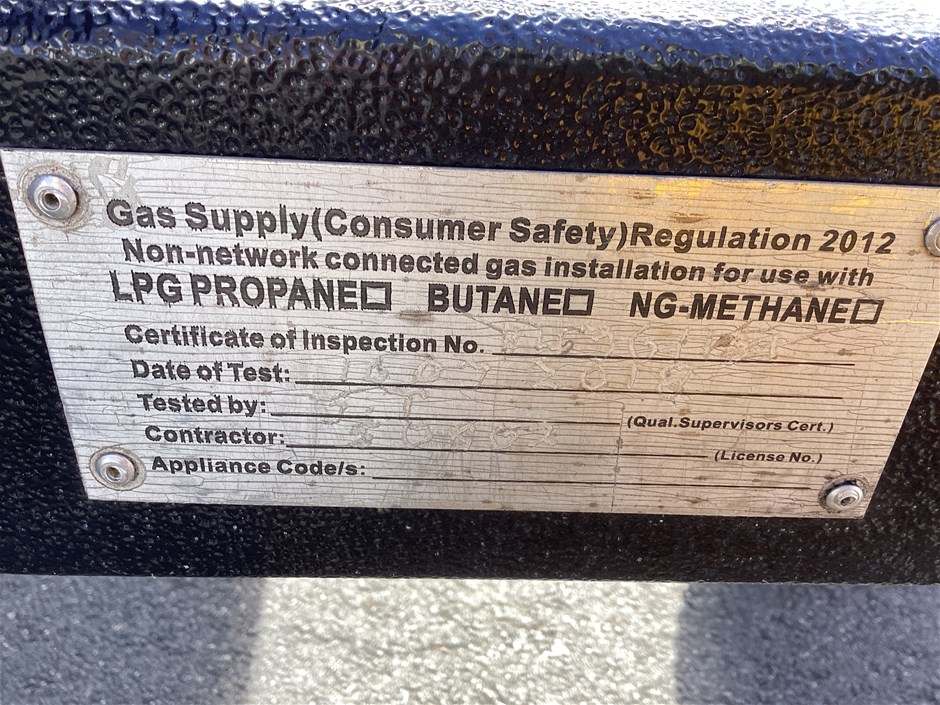 Gas Supply(Consumer Safety)Regulation 2012
Non-network connected gas installation for use with
LPG PROPANE☐ BUTANE☐ NG-METHANE☐
Certificate of Inspection No.
Date of Test:
Tested by: (Qual.Supervisors Cert.)
Contractor: (License No.)
Appliance Code/s: